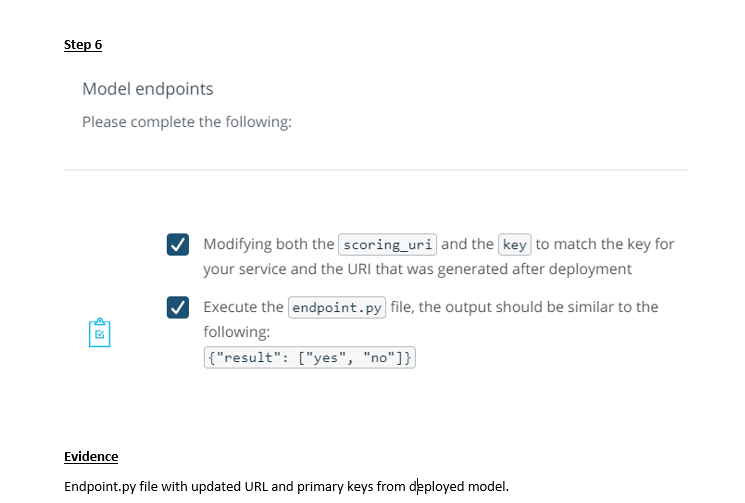 Step 6
Model endpoints
Please complete the following:
Modifying both the scoring_uri and the key to match the key for
your service and the URI that was generated after deployment
Execute the endpoint.py file, the output should be similar to the
following:
{"result": ["yes", "no"]}
Evidence
Endpoint.py file with updated URL and primary keys from deployed model.